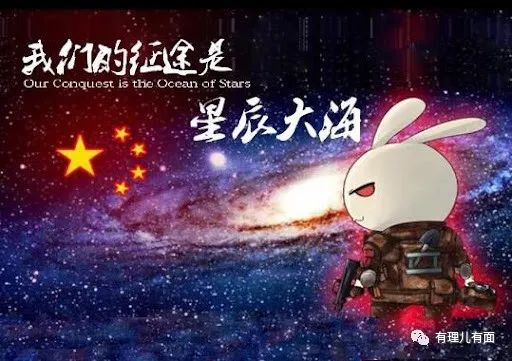 我们的征途是
Our Conquest is the Ocean of Stars
星辰大海
有理儿有面